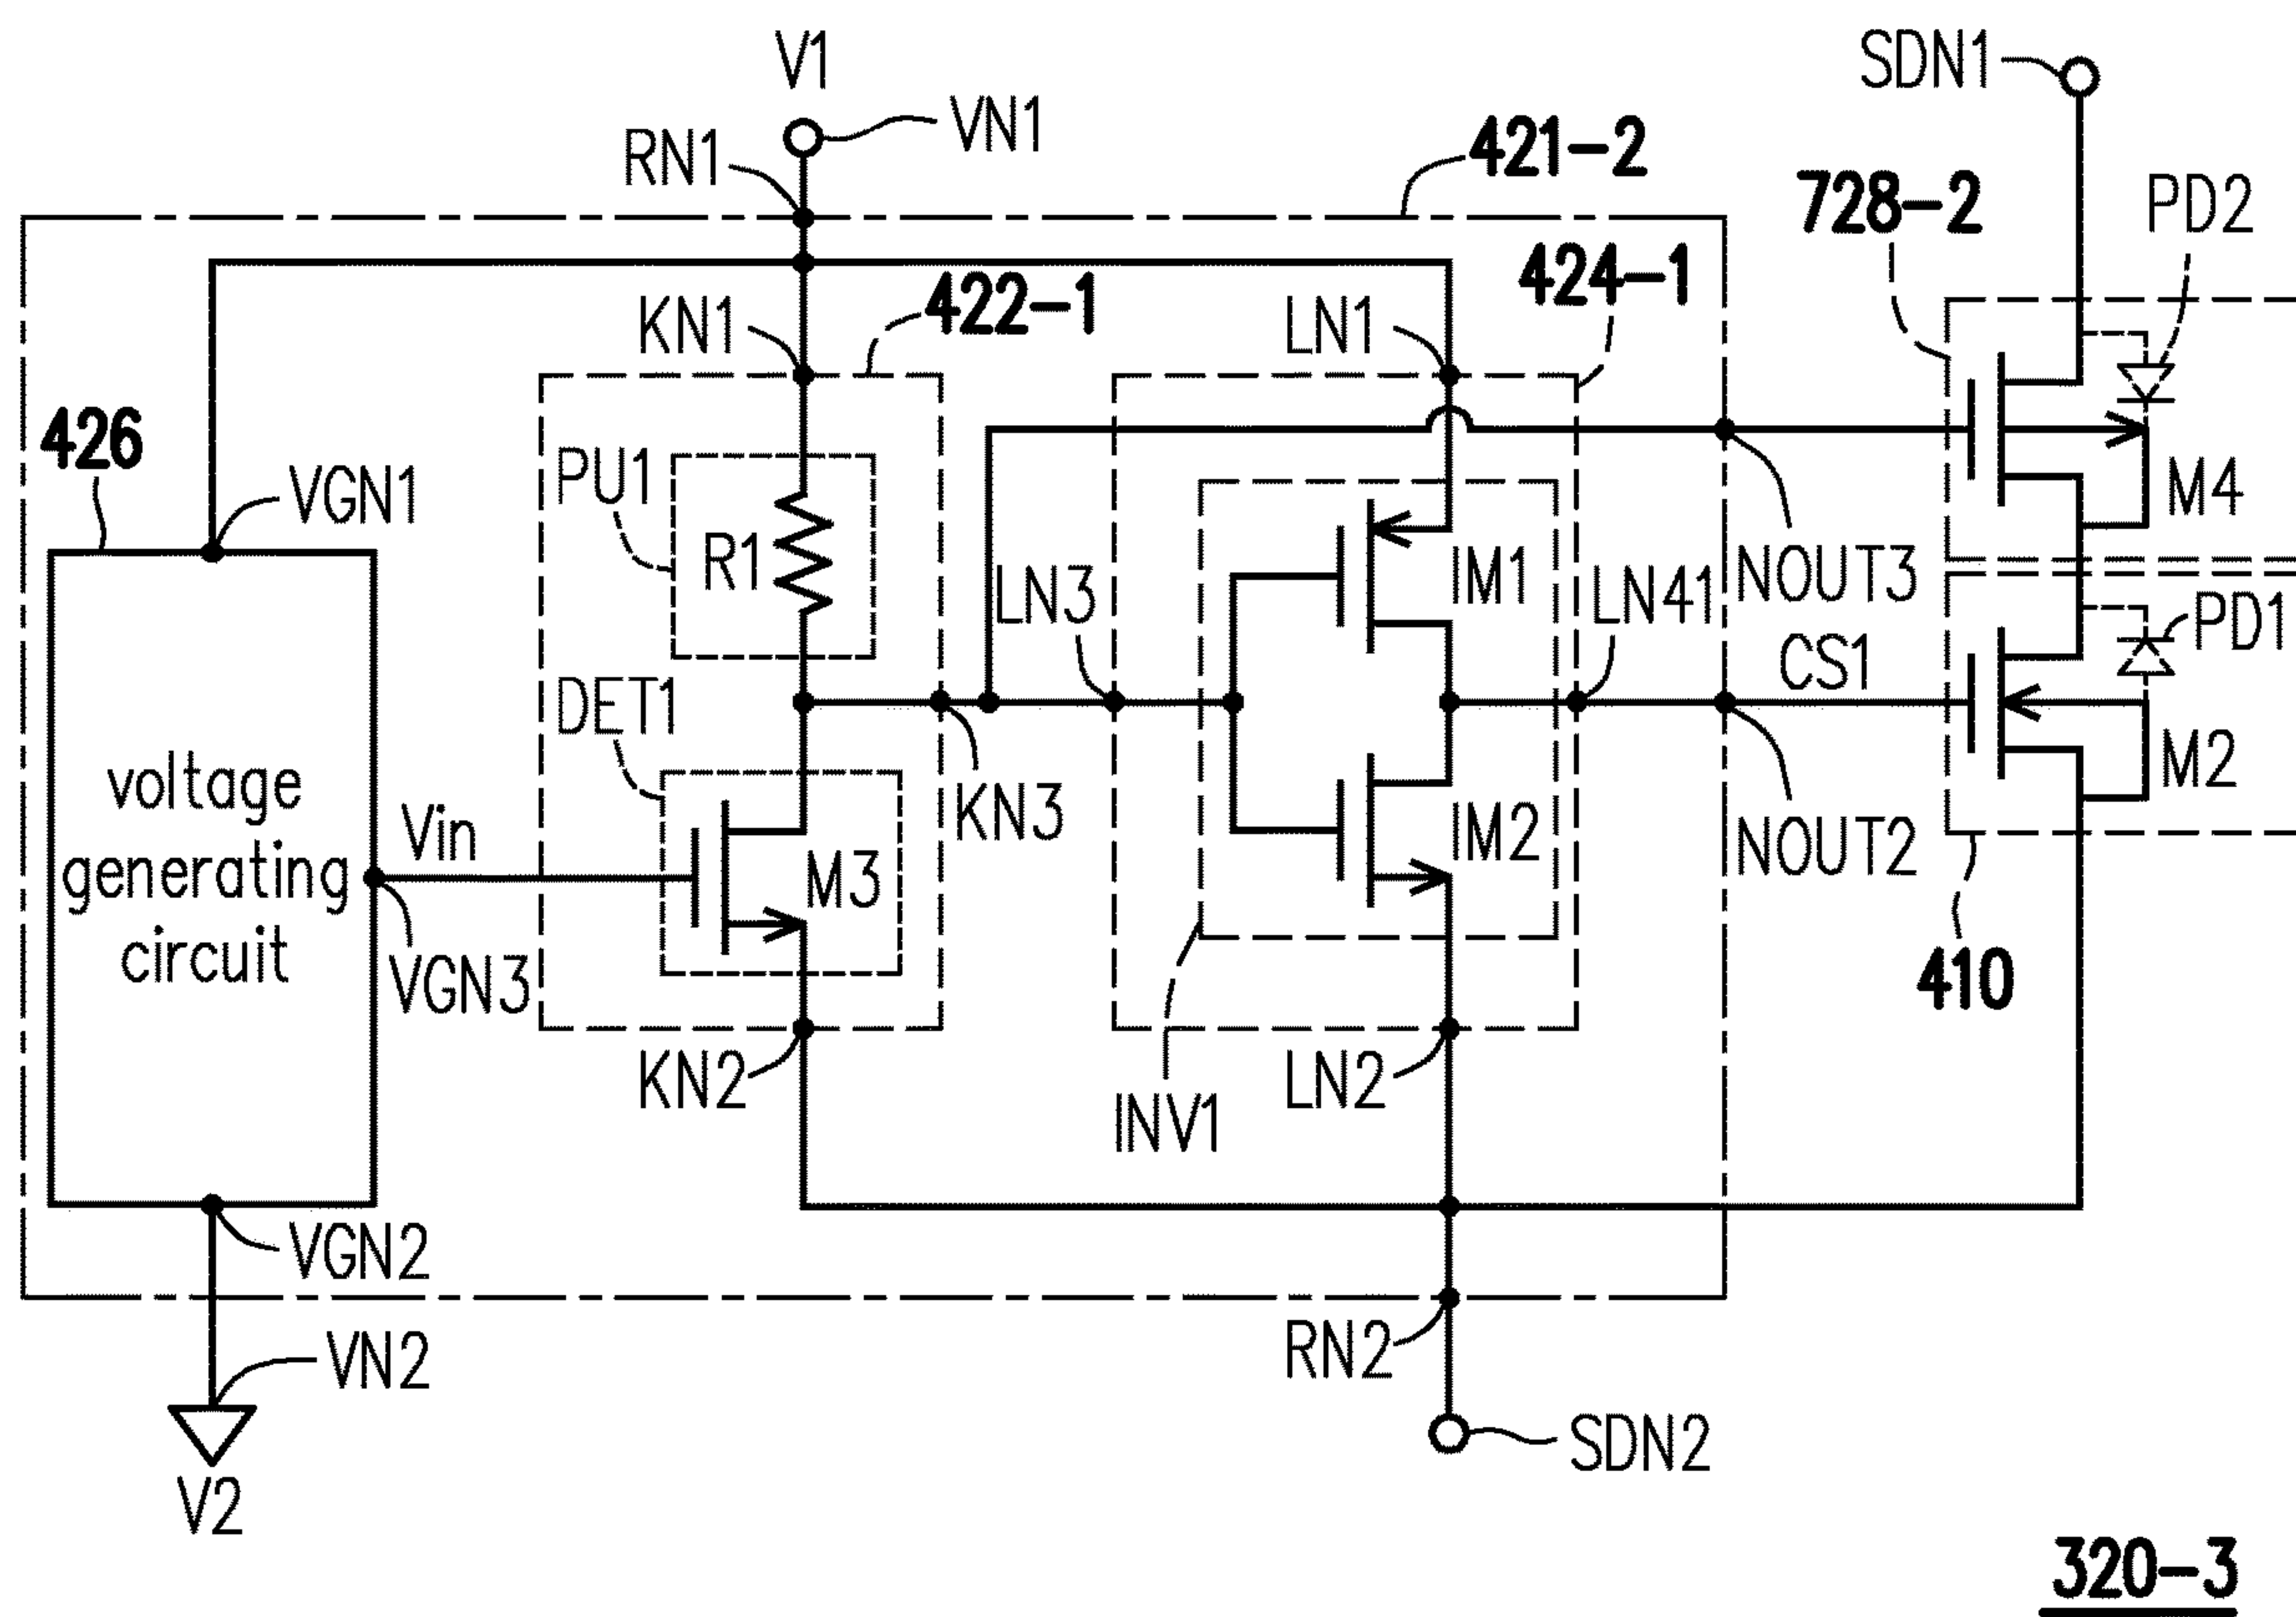 V1
SDN1
VN1
RN1
421-2
728-2
PD2
424-1
KN1
422-1
LN1
426
VGN1
PU1
R1
M4
IM1
LN3
LN41
NOUT3
PD1
CS1
DET1
M2
voltage
generating
circuit
Vin
KN3
IM2
NOUT2
M3
VGN3
410
KN2
LN2
INV1
VGN2
VN2
RN2
SDN2
V2
320-3